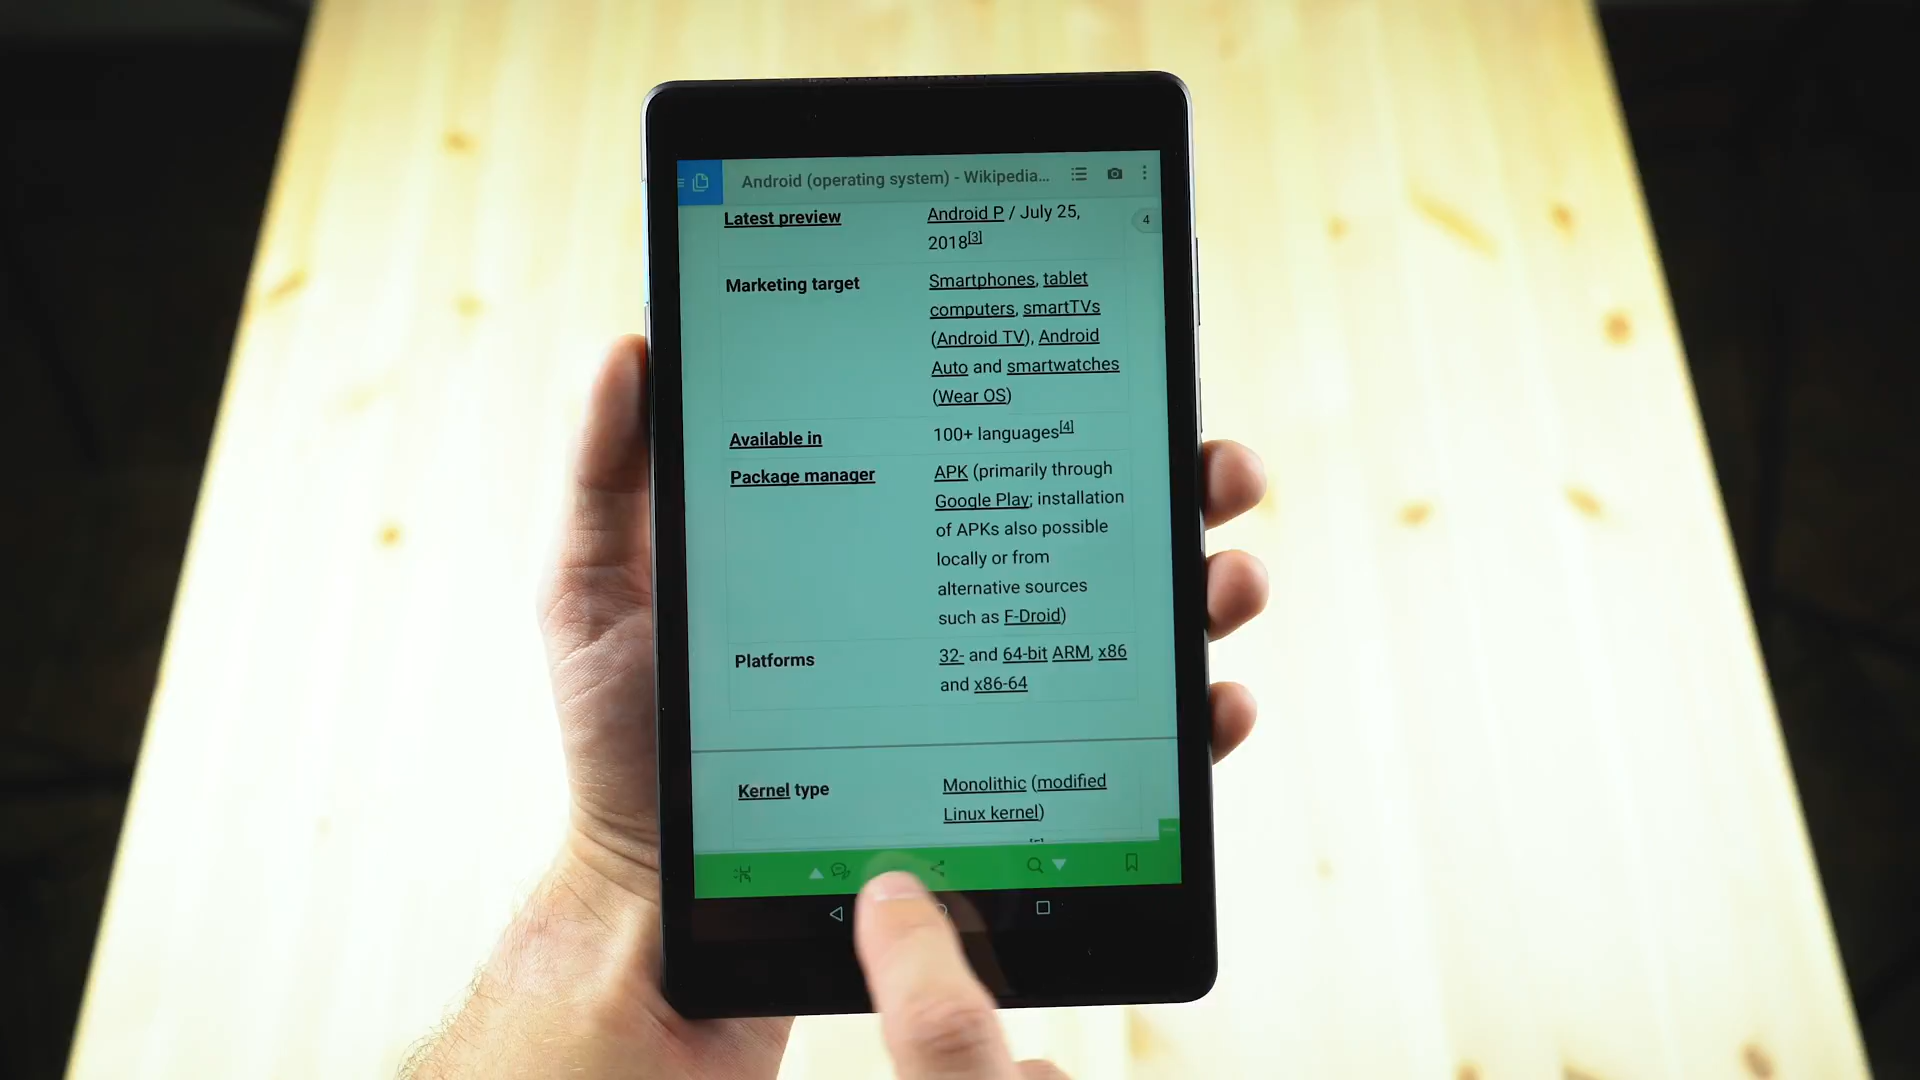 Android (operating system) - Wikipedia...
Latest preview
Android P / July 25,
2018[3]
4
Marketing target
Smartphones, tablet
computers, smartTVs
(Android TV), Android
Auto and smartwatches
(Wear OS)
Available in
100+ languages[4]
Package manager
APK (primarily through
Google Play; installation
of APKs also possible
locally or from
alternative sources
such as F-Droid)
Platforms
32- and 64-bit ARM, x86
and x86-64
Kernel type
Monolithic (modified
Linux kernel)